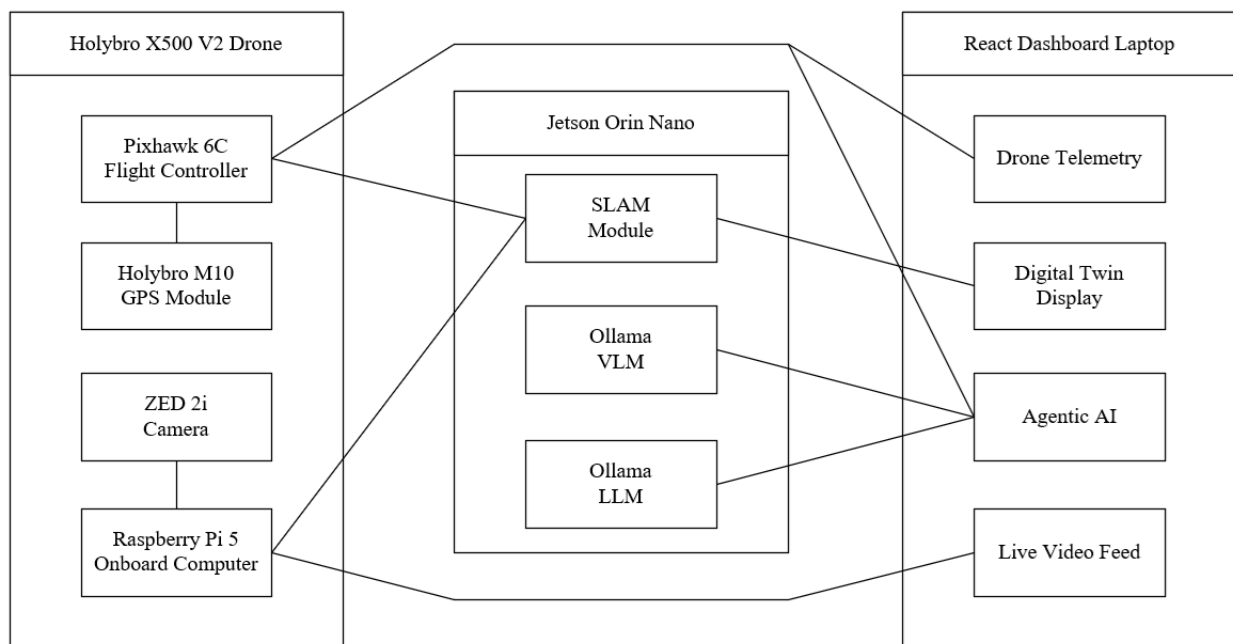 Holybro X500 V2 Drone
Pixhawk 6C
Flight Controller
Holybro M10
GPS Module
ZED 2i
Camera
Raspberry Pi 5
Onboard Computer
Jetson Orin Nano
SLAM
Module
Ollama
VLM
Ollama
LLM
React Dashboard Laptop
Drone Telemetry
Digital Twin
Display
Agentic AI
Live Video Feed